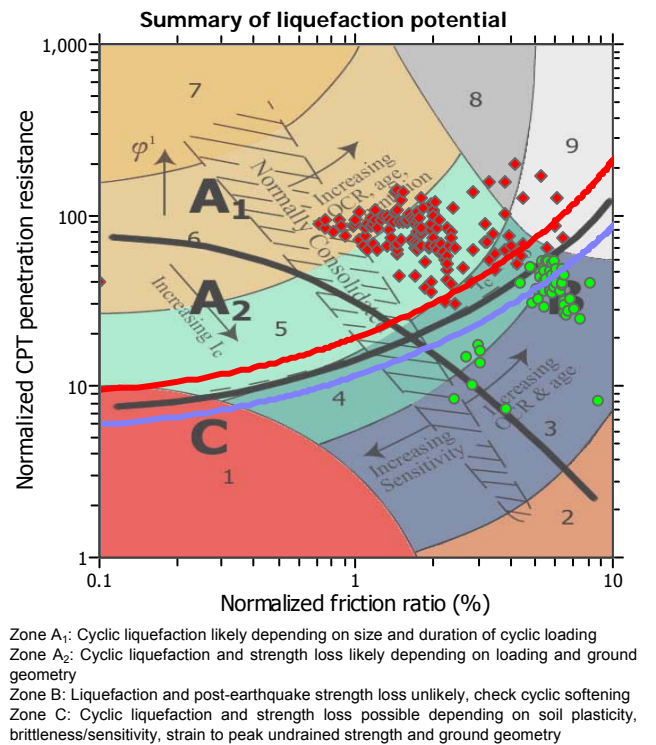 Summary of liquefaction potential
1,000
7
8
9
φ¹
Normally Consolidated
Increasing
OCR, age,
A₁
100
6
A₂
Increasing Ic
5
Ic
B
10
4
Increasing
OCR & age
3
C
Increasing
Sensitivity
1
2
1
0.1
1
10
Normalized CPT penetration resistance
Normalized friction ratio (%)
Zone A₁: Cyclic liquefaction likely depending on size and duration of cyclic loading
Zone A₂: Cyclic liquefaction and strength loss likely depending on loading and ground
geometry
Zone B: Liquefaction and post-earthquake strength loss unlikely, check cyclic softening
Zone C: Cyclic liquefaction and strength loss possible depending on soil plasticity,
brittleness/sensitivity, strain to peak undrained strength and ground geometry